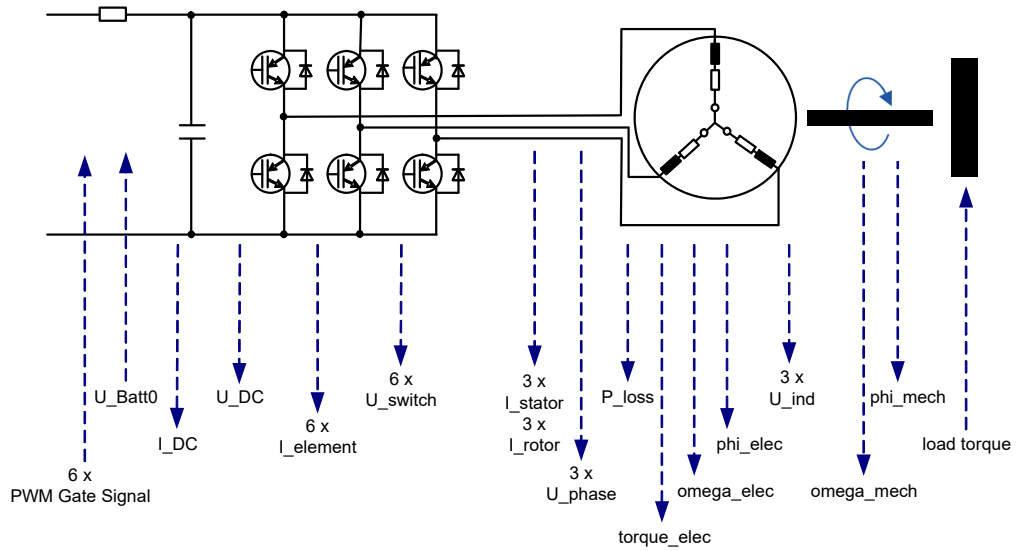 U_Batt0
I_DC
6 x
PWM Gate Signal
U_DC
6 x
I_element
6 x
U_switch
3 x
I_stator
3 x
I_rotor
3 x
U_phase
P_loss
torque_elec
omega_elec
phi_elec
3 x
U_ind
omega_mech
phi_mech
load torque